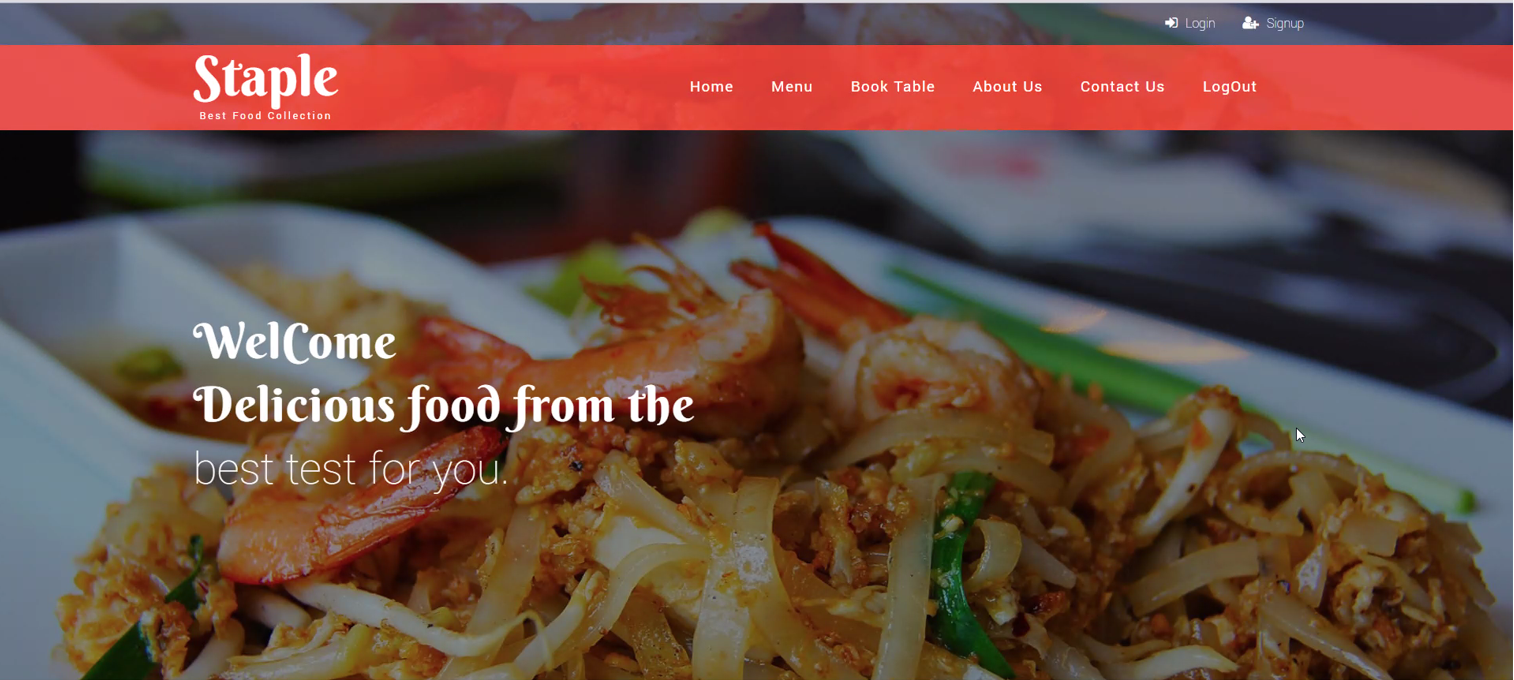 Login Signup
Staple
Best Food Collection
Home Menu Book Table About Us Contact Us LogOut
WelCome
Delicious food from the
best test for you.